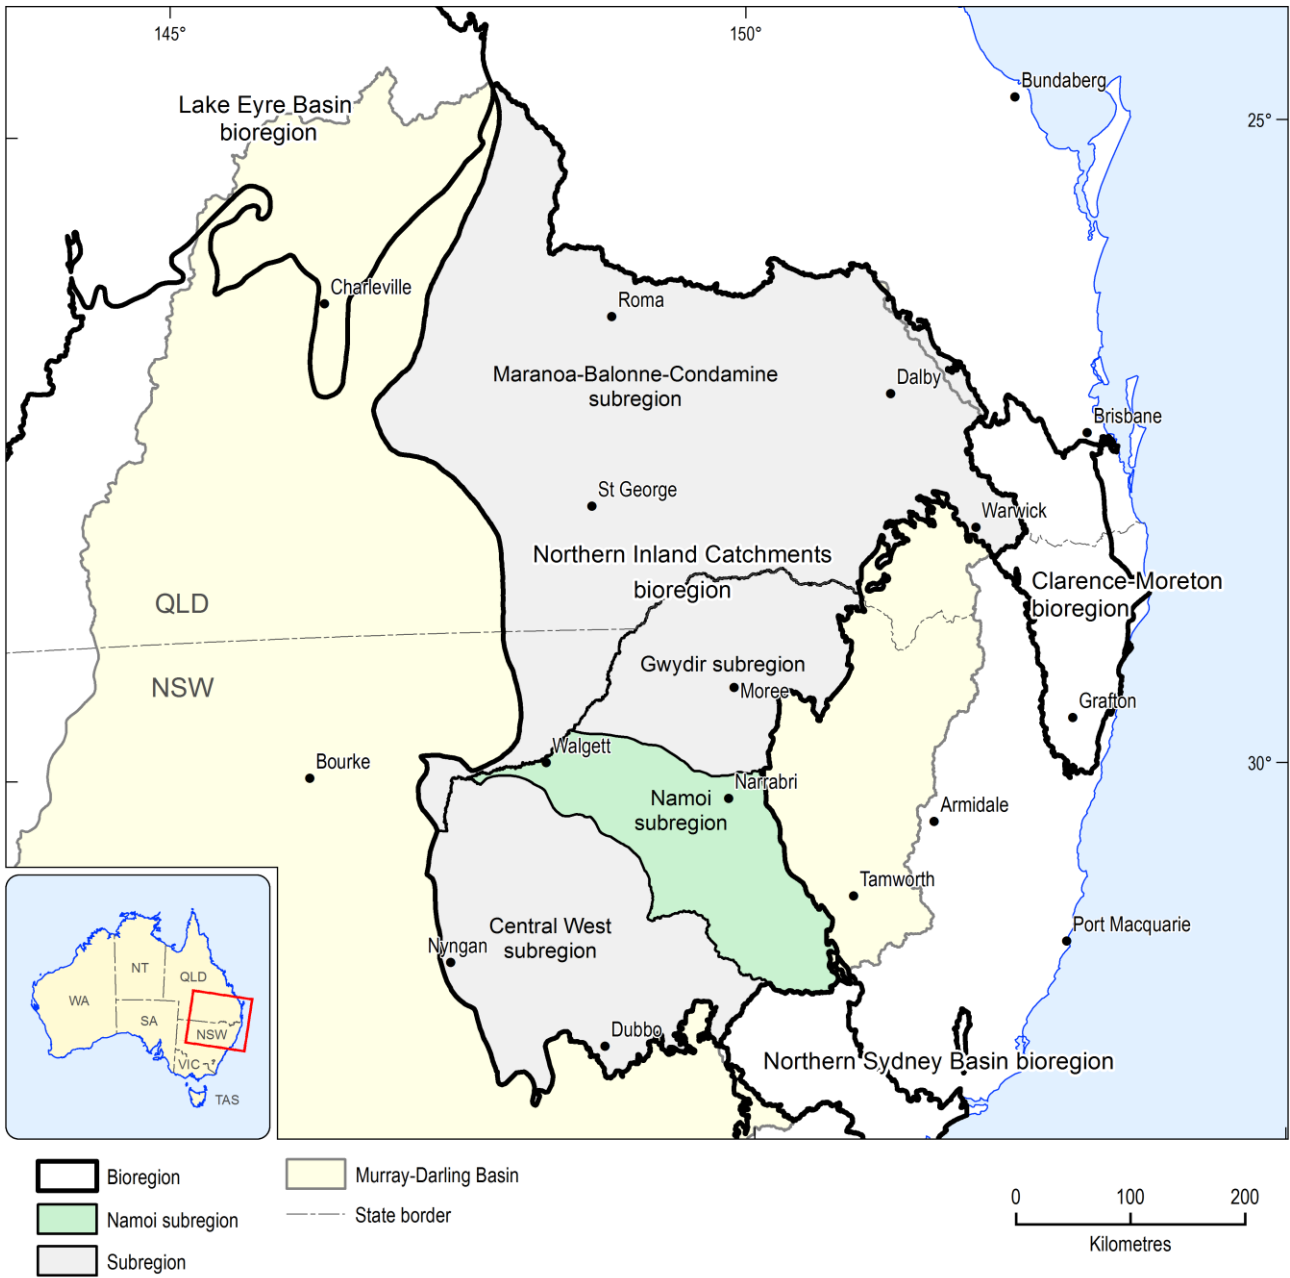 145°
150°
Bundaberg
Lake Eyre Basin
bioregion
25°
Charleville
Roma
Maranoa-Balonne-Condamine
subregion
Dalby
Brisbane
St George
Warwick
Northern Inland Catchments
bioregion
Clarence-Moreton
bioregion
QLD
NSW
Gwydir subregion
Moree
Grafton
Walgett
Bourke
30°
Narrabri
Namoi
subregion
Armidale
Tamworth
Central West
subregion
Nyngan
Port Macquarie
Dubbo
Northern Sydney Basin bioregion
NT
QLD
WA
SA
NSW
VIC
TAS
Bioregion
Namoi subregion
Subregion
Murray-Darling Basin
State border
0 100 200
Kilometres